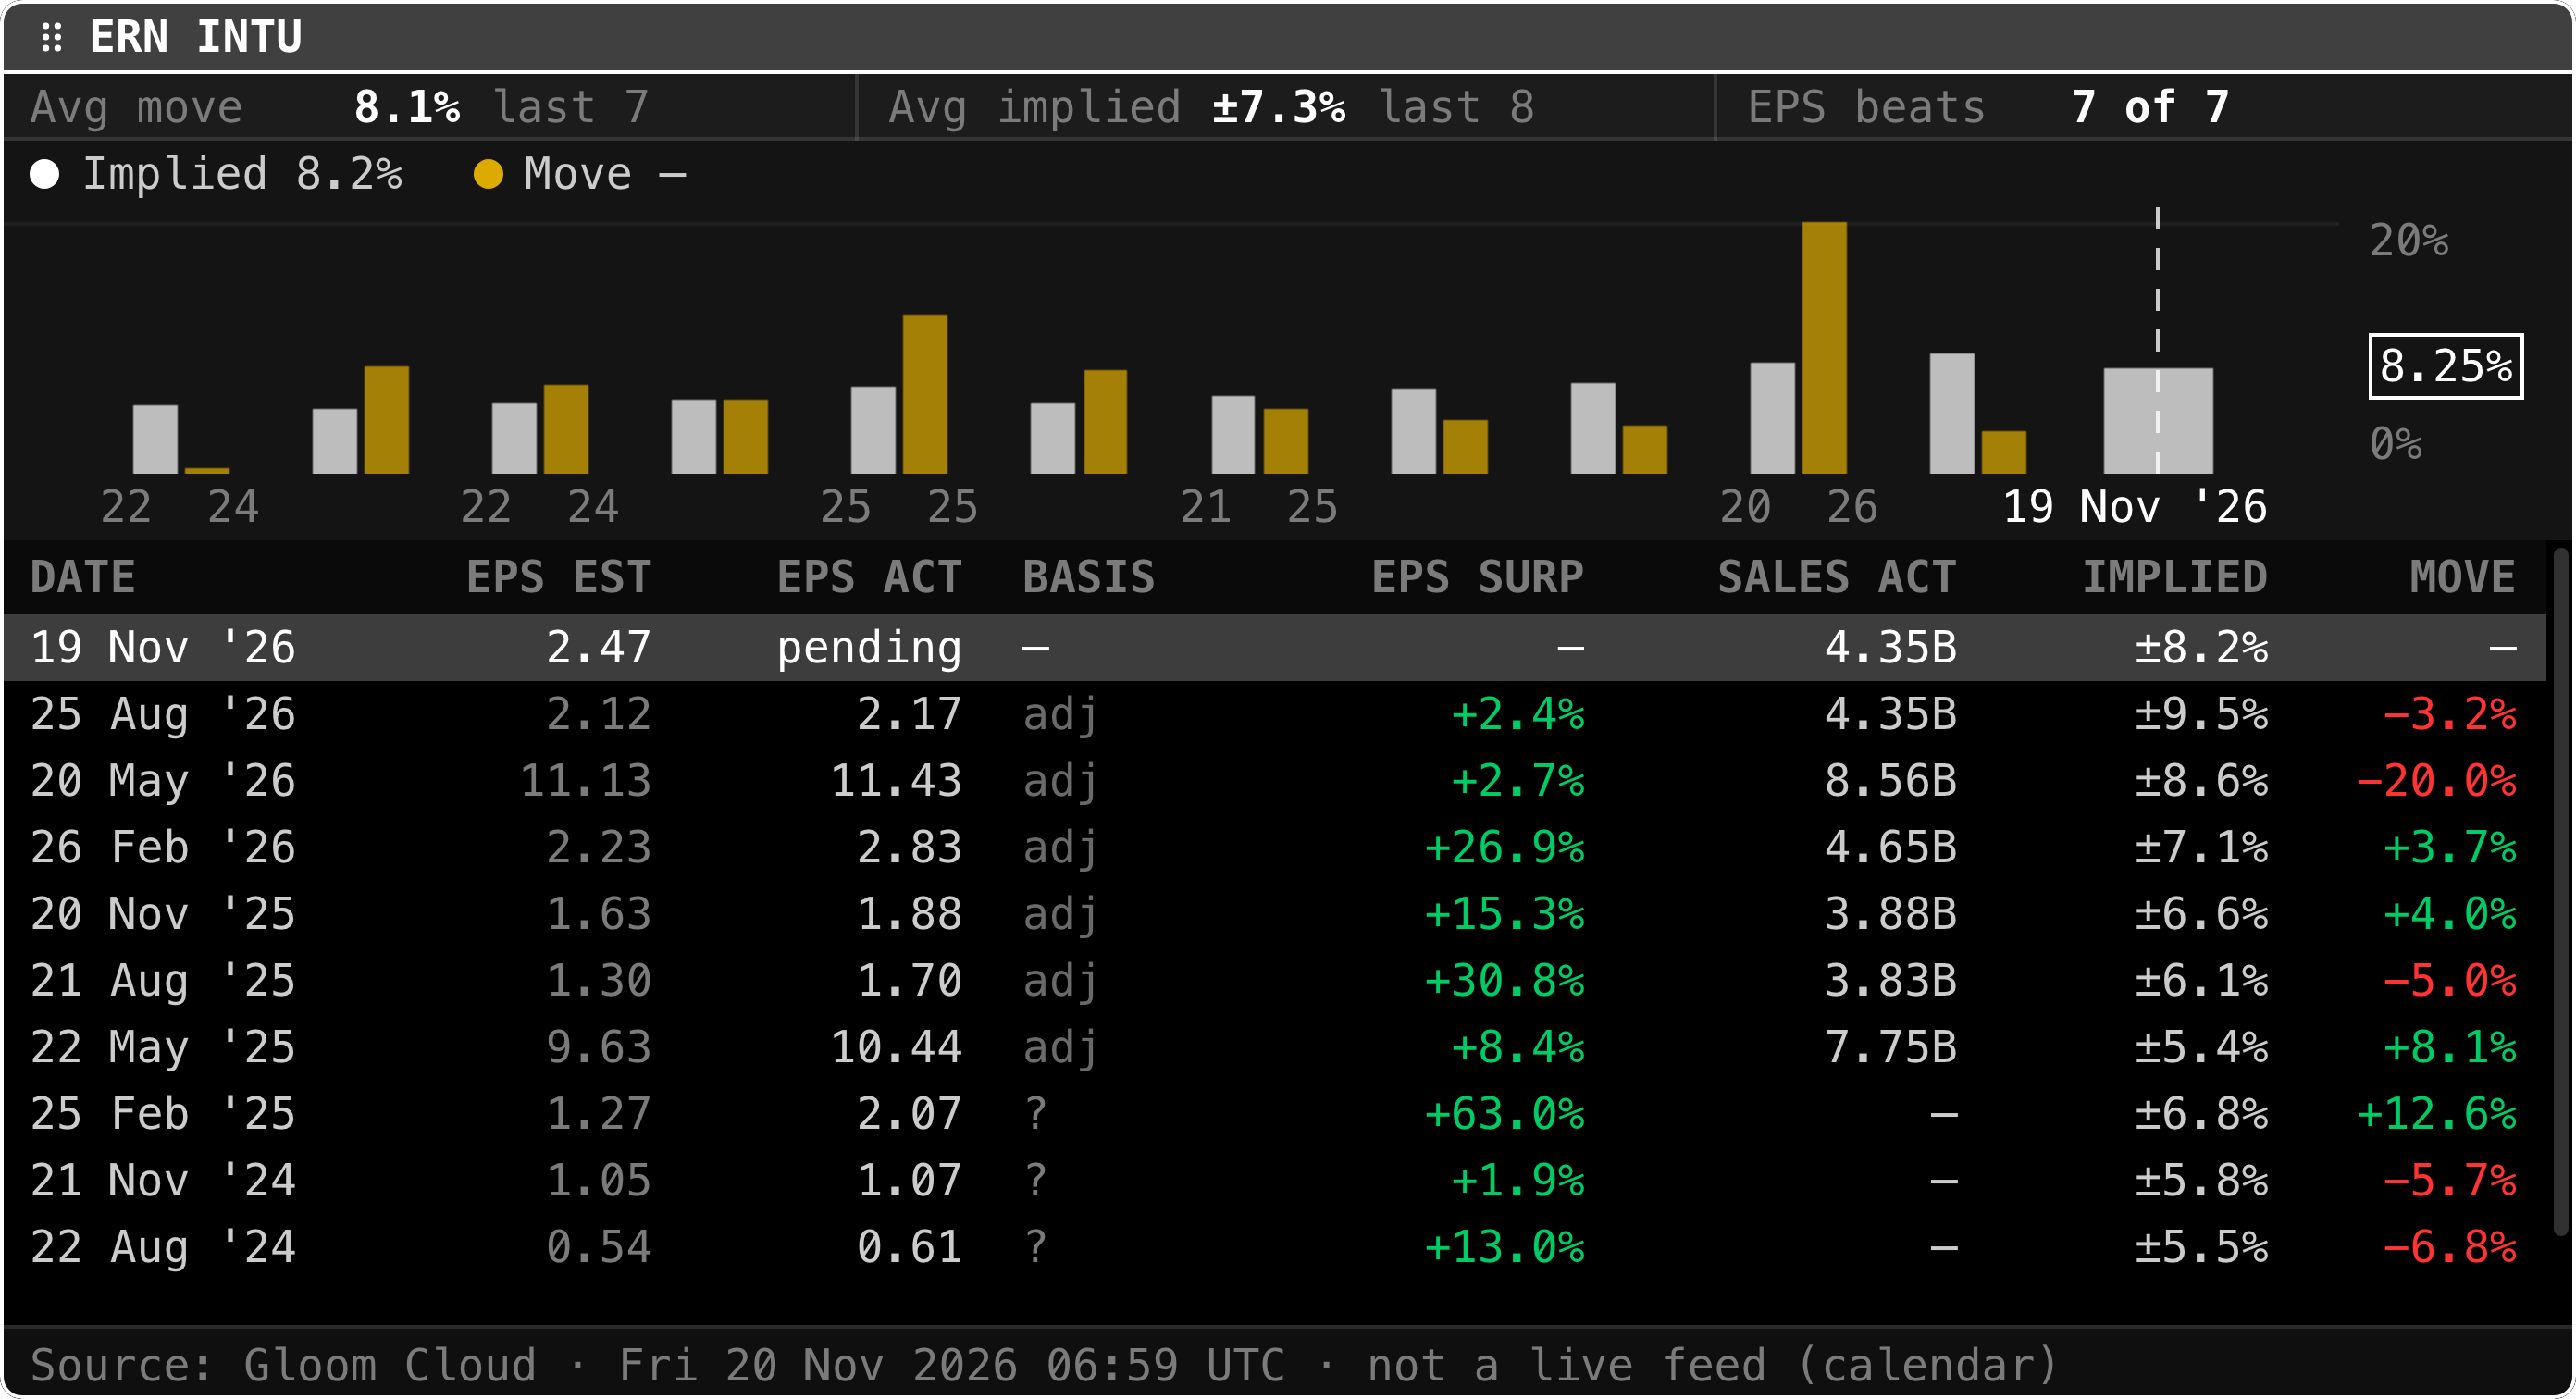 ERN INTU
Avg move 8.1% last 7 Avg implied ±7.3% last 8 EPS beats 7 of 7
Implied 8.2% Move —
20%
8.25%
0%
22 24 22 24 25 25 21 25 20 26 19 Nov '26
DATE EPS EST EPS ACT BASIS EPS SURP SALES ACT IMPLIED MOVE
19 Nov '26 2.47 pending — — 4.35B ±8.2% —
25 Aug '26 2.12 2.17 adj +2.4% 4.35B ±9.5% −3.2%
20 May '26 11.13 11.43 adj +2.7% 8.56B ±8.6% −20.0%
26 Feb '26 2.23 2.83 adj +26.9% 4.65B ±7.1% +3.7%
20 Nov '25 1.63 1.88 adj +15.3% 3.88B ±6.6% +4.0%
21 Aug '25 1.30 1.70 adj +30.8% 3.83B ±6.1% −5.0%
22 May '25 9.63 10.44 adj +8.4% 7.75B ±5.4% +8.1%
25 Feb '25 1.27 2.07 ? +63.0% — ±6.8% +12.6%
21 Nov '24 1.05 1.07 ? +1.9% — ±5.8% −5.7%
22 Aug '24 0.54 0.61 ? +13.0% — ±5.5% −6.8%
Source: Gloom Cloud · Fri 20 Nov 2026 06:59 UTC · not a live feed (calendar)